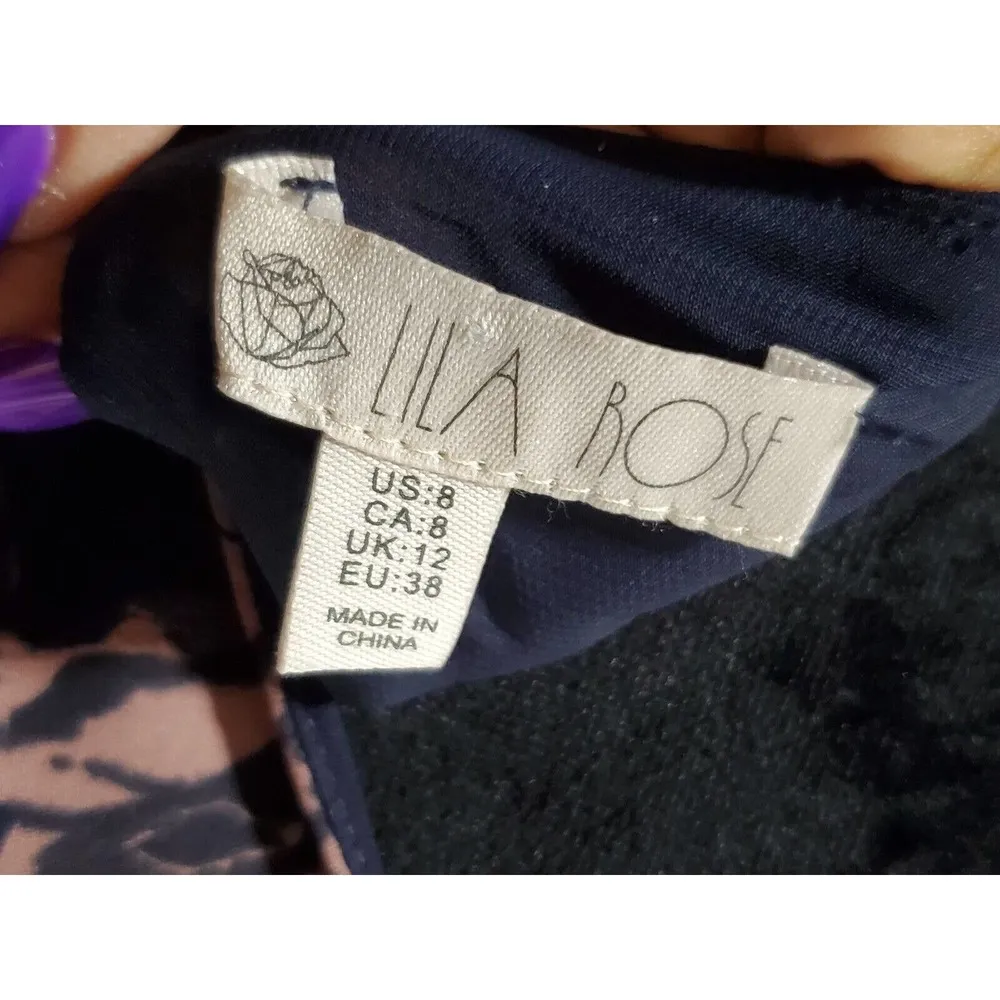 LILA ROSE
US:8
CA:8
UK:12
EU:38
MADE IN
CHINA